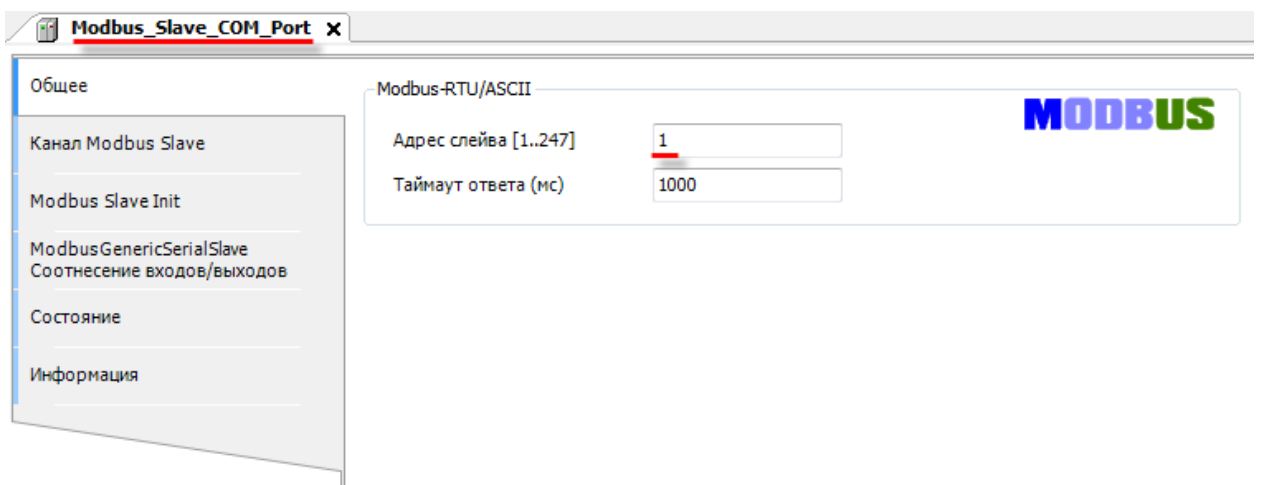 Modbus_Slave_COM_Port x
Общее
Канал Modbus Slave
Modbus Slave Init
ModbusGenericSerialSlave
Соотнесение входов/выходов
Состояние
Информация
Modbus-RTU/ASCII
MODBUS
Адрес слейва [1..247] 1
Таймаут ответа (мс) 1000